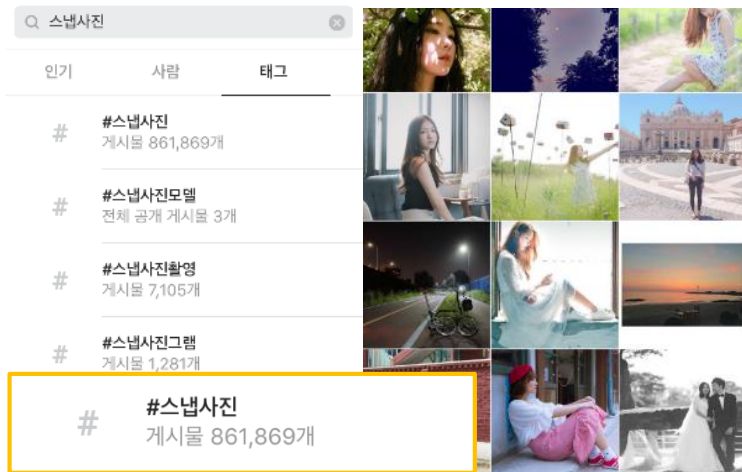 스냅사진
인기 사람 태그
#
#스냅사진
게시물 861,869개
#
#스냅사진모델
전체 공개 게시물 3개
#
#스냅사진촬영
게시물 7,105개
#
#스냅사진그램
게시물 1,281개
#
#스냅사진
게시물 861,869개